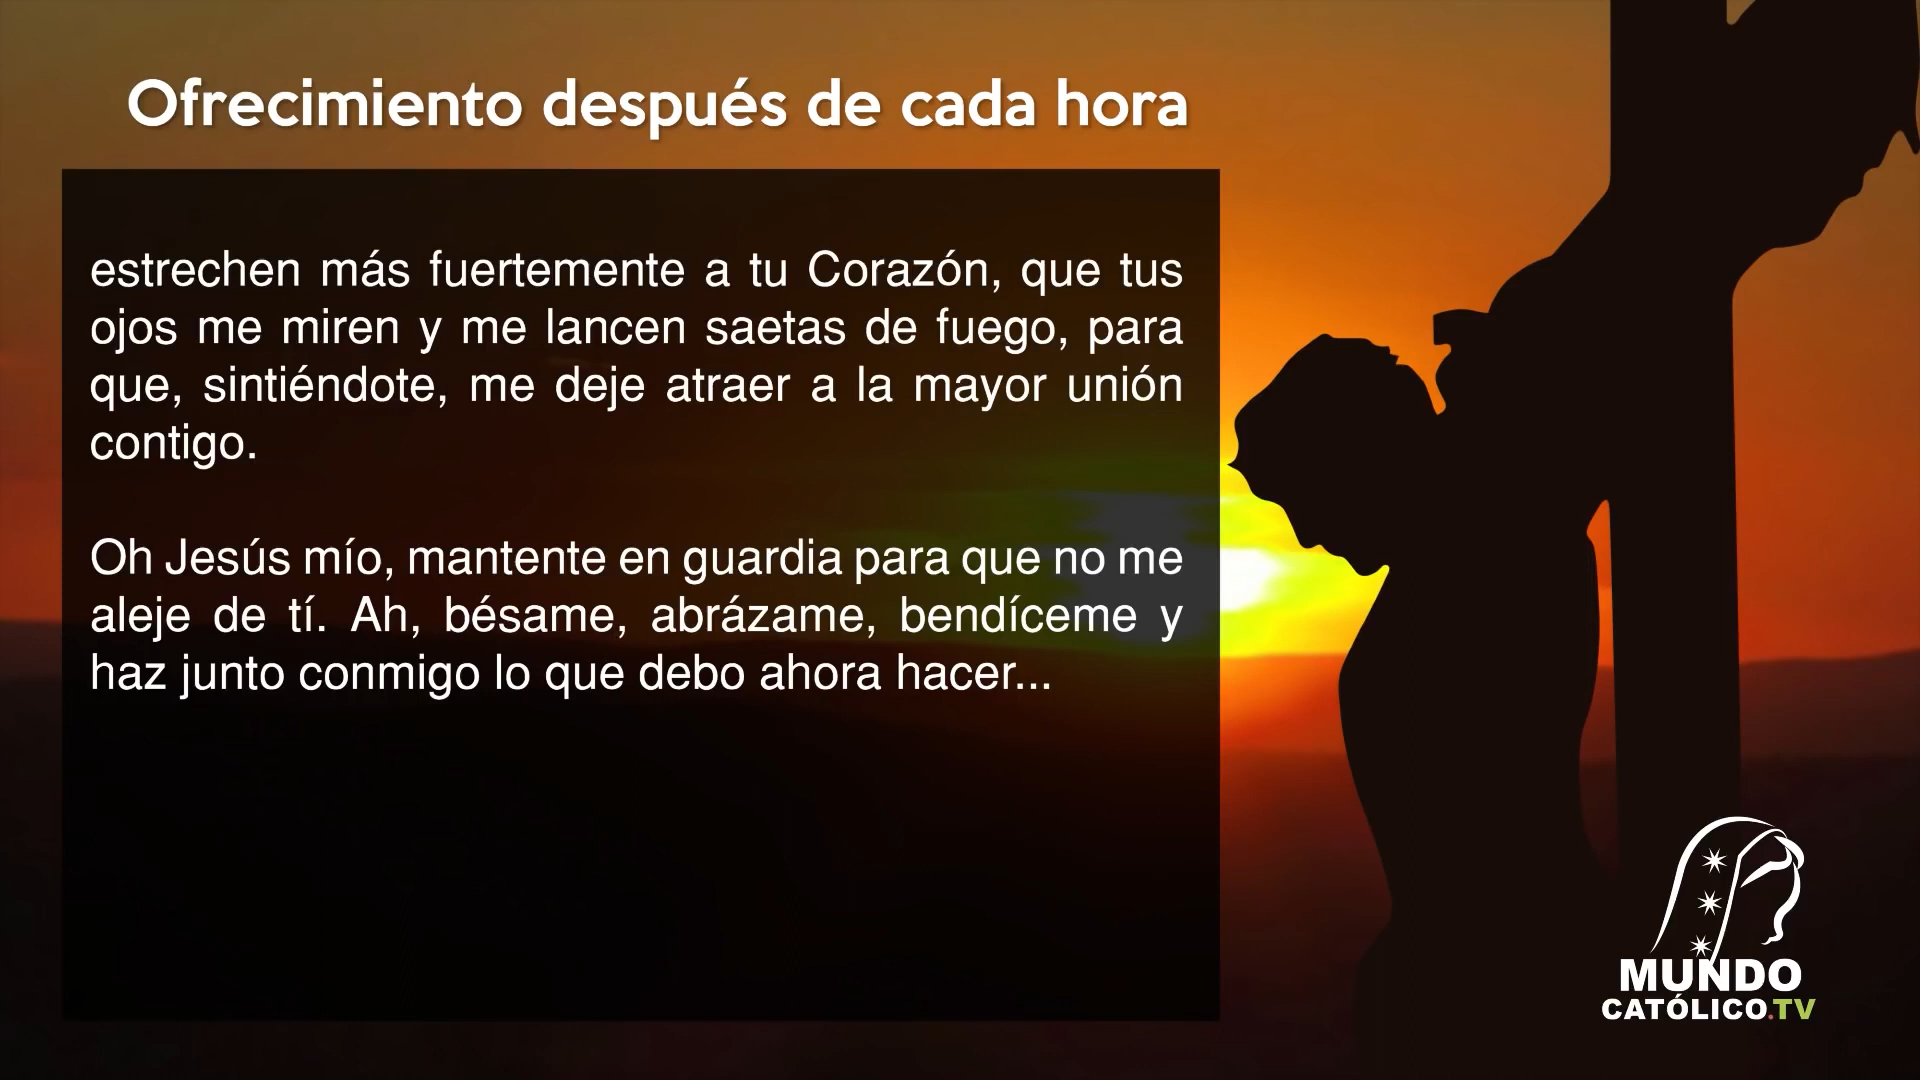 Ofrecimiento después de cada hora
estrechen más fuertemente a tu Corazón, que tus
ojos me miren y me lancen saetas de fuego, para
que, sintiéndote, me deje atraer a la mayor unión
contigo.
Oh Jesús mío, mantente en guardia para que no me
aleje de tí. Ah, bésame, abrázame, bendíceme y
haz junto conmigo lo que debo ahora hacer...
MUNDO
CATÓLICO.TV